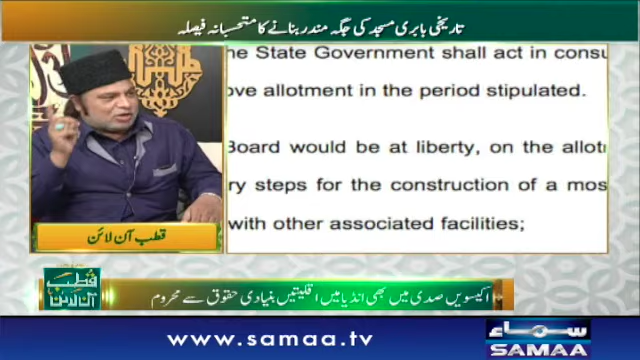 تاریخی بابری مسجد کی جگہ مندر بنانے کا متعصبانہ فیصلہ
he State Government shall act in consu
ove allotment in the period stipulated.
Board would be at liberty, on the allot
ry steps for the construction of a mos
with other associated facilities;
قطب آن لائن
قطب
آن لائن
اکیسویں صدی میں بھی انڈیا میں اقلیتیں بنیادی حقوق سے محروم
www.samaa.tv
سماء
SAMAA